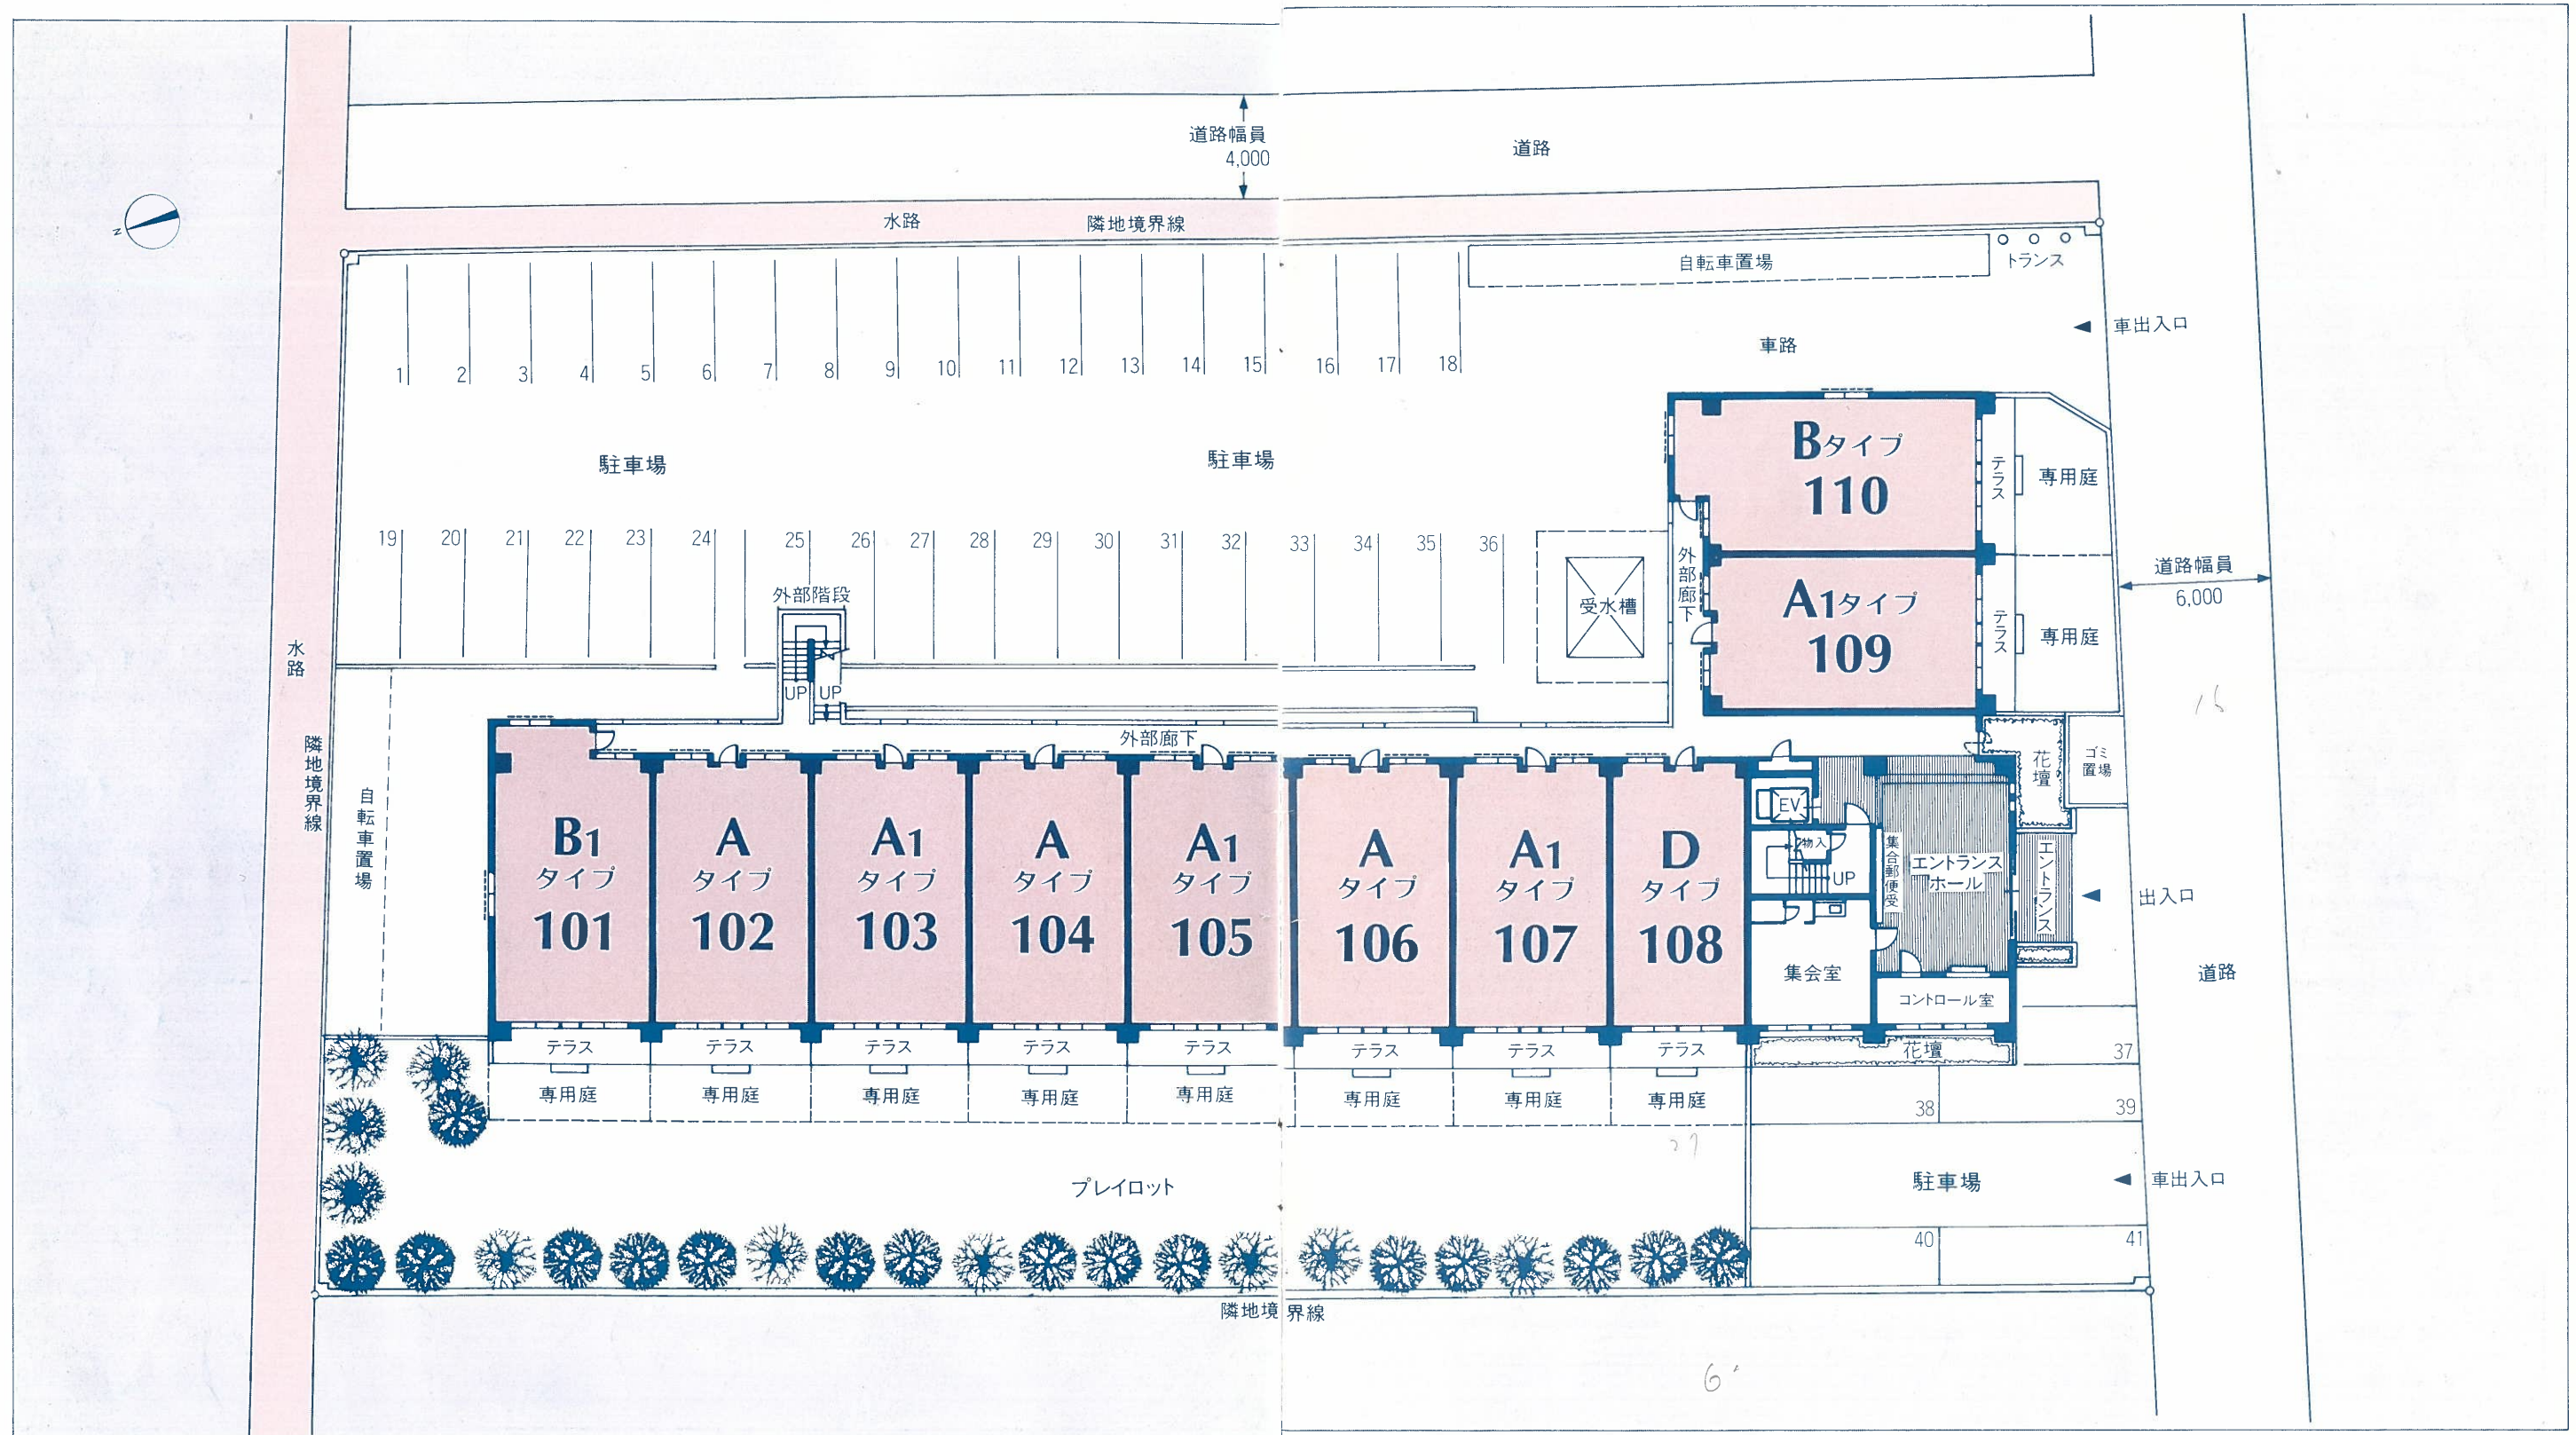 道路幅員
4,000
道路
水路
隣地境界線
N
自転車置場
トランス
車出入口
車路
1
2
3
4
5
6
7
8
9
10
11
12
13
14
15
16
17
18
駐車場
駐車場
Bタイプ
110
テラス
専用庭
19
20
21
22
23
24
25
26
27
28
29
30
31
32
33
34
35
36
外部階段
受水槽
外部廊下
A1タイプ
109
テラス
専用庭
道路幅員
6,000
水路
UP
UP
外部廊下
隣地境界線
自転車置場
B1
タイプ
101
A
タイプ
102
A1
タイプ
103
A
タイプ
104
A1
タイプ
105
A
タイプ
106
A1
タイプ
107
D
タイプ
108
EV
物入
UP
集合郵便受
エントランス
ホール
エントランス
花壇
ゴミ
置場
出入口
集会室
コントロール室
道路
テラス
テラス
テラス
テラス
テラス
テラス
テラス
テラス
花壇
37
専用庭
専用庭
専用庭
専用庭
専用庭
専用庭
専用庭
専用庭
38
39
プレイロット
駐車場
車出入口
40
41
隣地境界線
6